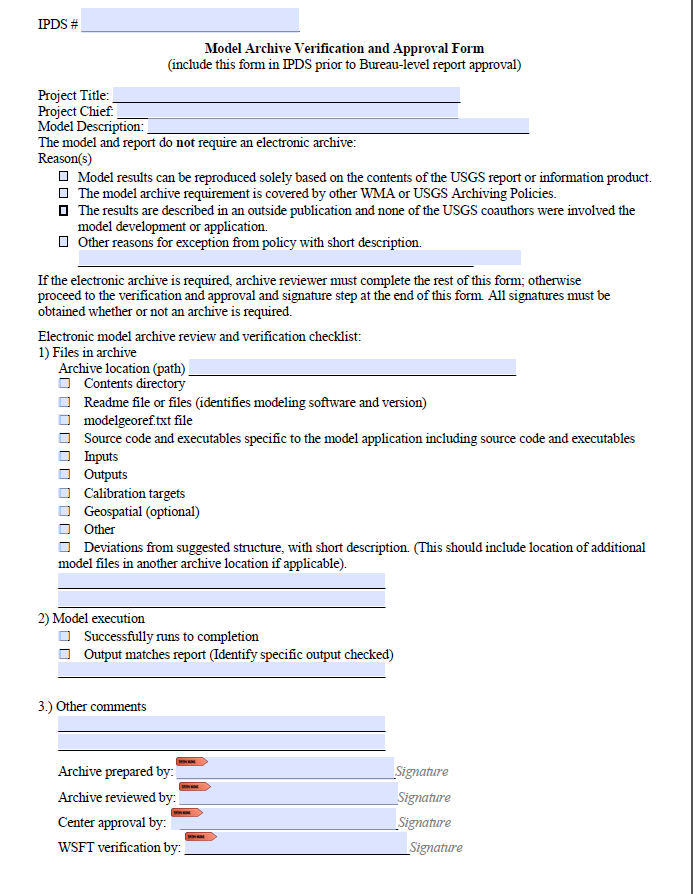 IPDS #
Model Archive Verification and Approval Form
(include this form in IPDS prior to Bureau-level report approval)
Project Title:
Project Chief:
Model Description:
The model and report do not require an electronic archive:
Reason(s)
Model results can be reproduced solely based on the contents of the USGS report or information product.
The model archive requirement is covered by other WMA or USGS Archiving Policies.
The results are described in an outside publication and none of the USGS coauthors were involved the
model development or application.
Other reasons for exception from policy with short description.
If the electronic archive is required, archive reviewer must complete the rest of this form; otherwise
proceed to the verification and approval and signature step at the end of this form. All signatures must be
obtained whether or not an archive is required.
Electronic model archive review and verification checklist:
1) Files in archive
Archive location (path)
Contents directory
Readme file or files (identifies modeling software and version)
modelgeoref.txt file
Source code and executables specific to the model application including source code and executables
Inputs
Outputs
Calibration targets
Geospatial (optional)
Other
Deviations from suggested structure, with short description. (This should include location of additional
model files in another archive location if applicable).
2) Model execution
Successfully runs to completion
Output matches report (Identify specific output checked)
3.) Other comments
Archive prepared by: Signature
Archive reviewed by: Signature
Center approval by: Signature
WSFT verification by: Signature